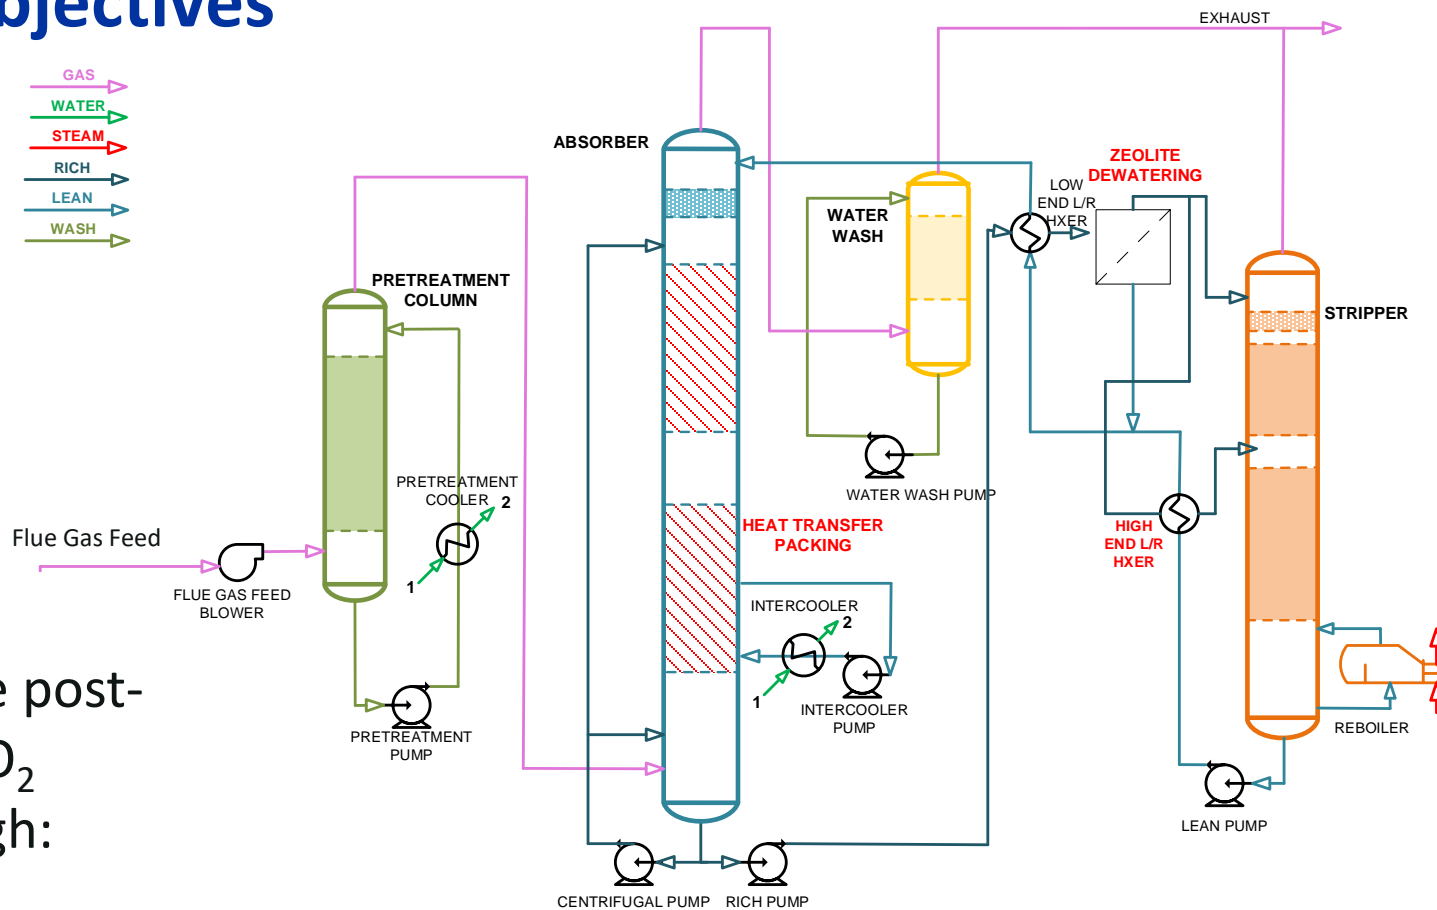 bjectives
EXHAUST
GAS
WATER
STEAM
RICH
LEAN
WASH
ABSORBER
ZEOLITE
DEWATERING
LOW
END L/R
HXER
WATER
WASH
PRETREATMENT
COLUMN
STRIPPER
PRETREATMENT
COOLER
2
1
WATER WASH PUMP
HEAT TRANSFER
PACKING
HIGH
END L/R
HXER
Flue Gas Feed
FLUE GAS FEED
BLOWER
INTERCOOLER
2
1
INTERCOOLER
PUMP
REBOILER
e post-
PRETREATMENT
PUMP
O2
gh:
LEAN PUMP
CENTRIFUGAL PUMP
RICH PUMP